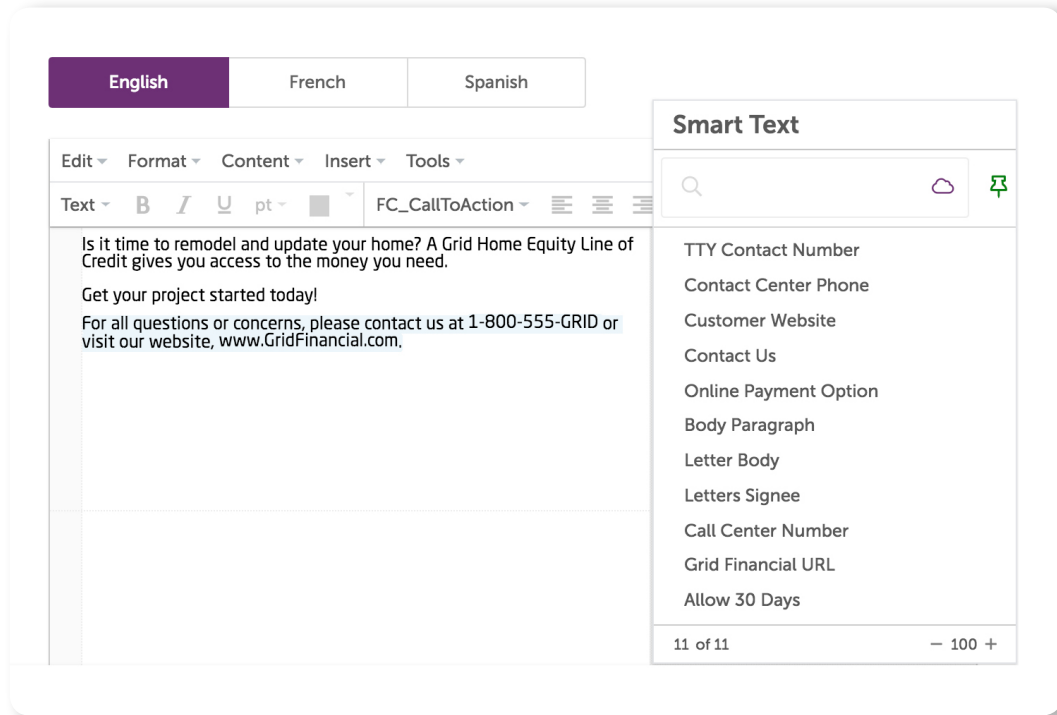 English French Spanish
Smart Text
Edit Format Content Insert Tools
Text B I U pt FC_CallToAction
Is it time to remodel and update your home? A Grid Home Equity Line of
Credit gives you access to the money you need.
Get your project started today!
For all questions or concerns, please contact us at 1-800-555-GRID or
visit our website, www.GridFinancial.com.
TTY Contact Number
Contact Center Phone
Customer Website
Contact Us
Online Payment Option
Body Paragraph
Letter Body
Letters Signee
Call Center Number
Grid Financial URL
Allow 30 Days
11 of 11 − 100 +